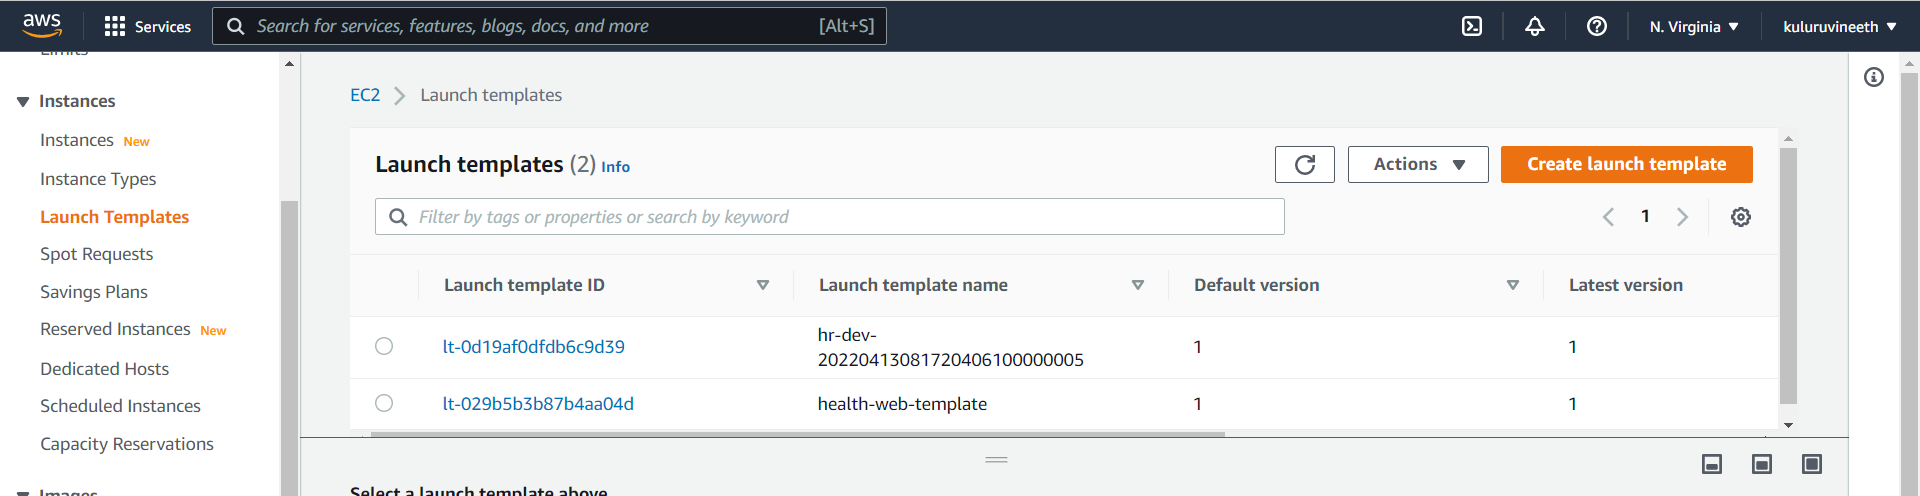 aws
Services
Search for services, features, blogs, docs, and more
[Alt+S]
N. Virginia
kuluruvineeth
Limits
Instances
Instances New
Instance Types
Launch Templates
Spot Requests
Savings Plans
Reserved Instances New
Dedicated Hosts
Scheduled Instances
Capacity Reservations
Images
EC2 > Launch templates
Launch templates (2) Info
Actions
Create launch template
Filter by tags or properties or search by keyword
1
Launch template ID
Launch template name
Default version
Latest version
lt-0d19af0dfdb6c9d39
hr-dev-
20220413081720406100000005
1
1
lt-029b5b3b87b4aa04d
health-web-template
1
1
Select a launch template above